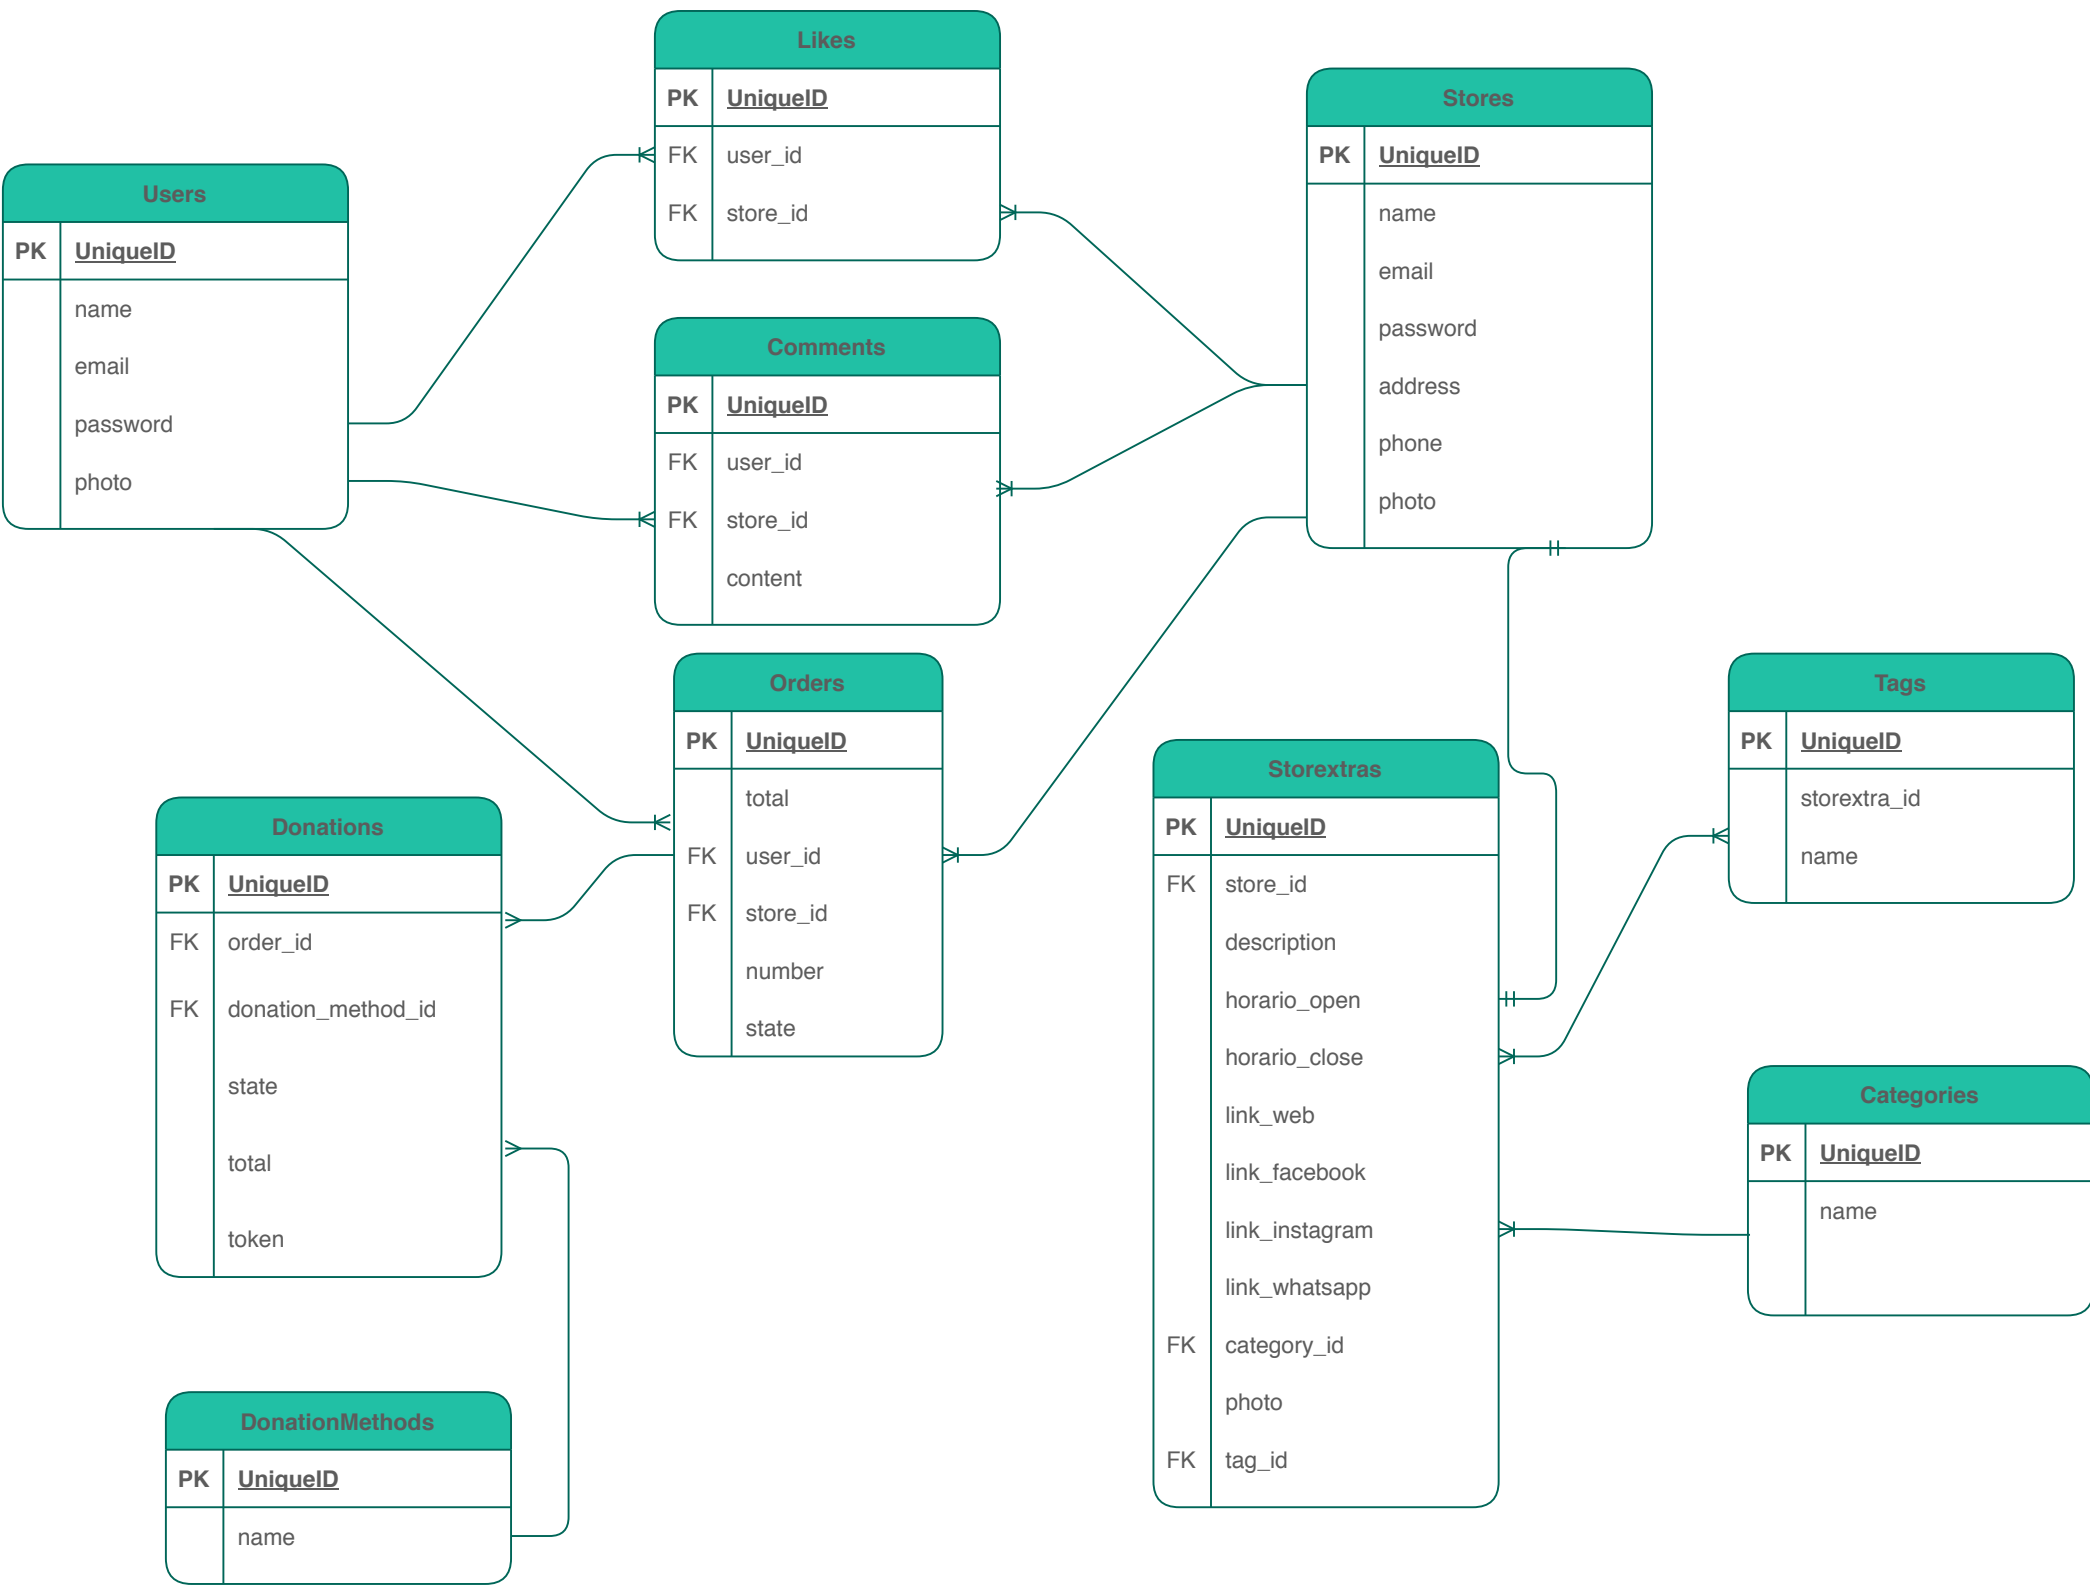 Likes
PK UniqueID
FK user_id
FK store_id
Stores
PK UniqueID
name
email
password
address
phone
photo
Users
PK UniqueID
name
email
password
photo
Comments
PK UniqueID
FK user_id
FK store_id
content
Orders
PK UniqueID
total
FK user_id
FK store_id
number
state
Tags
PK UniqueID
storextra_id
name
Storextras
PK UniqueID
FK store_id
description
horario_open
horario_close
link_web
link_facebook
link_instagram
link_whatsapp
FK category_id
photo
FK tag_id
Donations
PK UniqueID
FK order_id
FK donation_method_id
state
total
token
Categories
PK UniqueID
name
DonationMethods
PK UniqueID
name